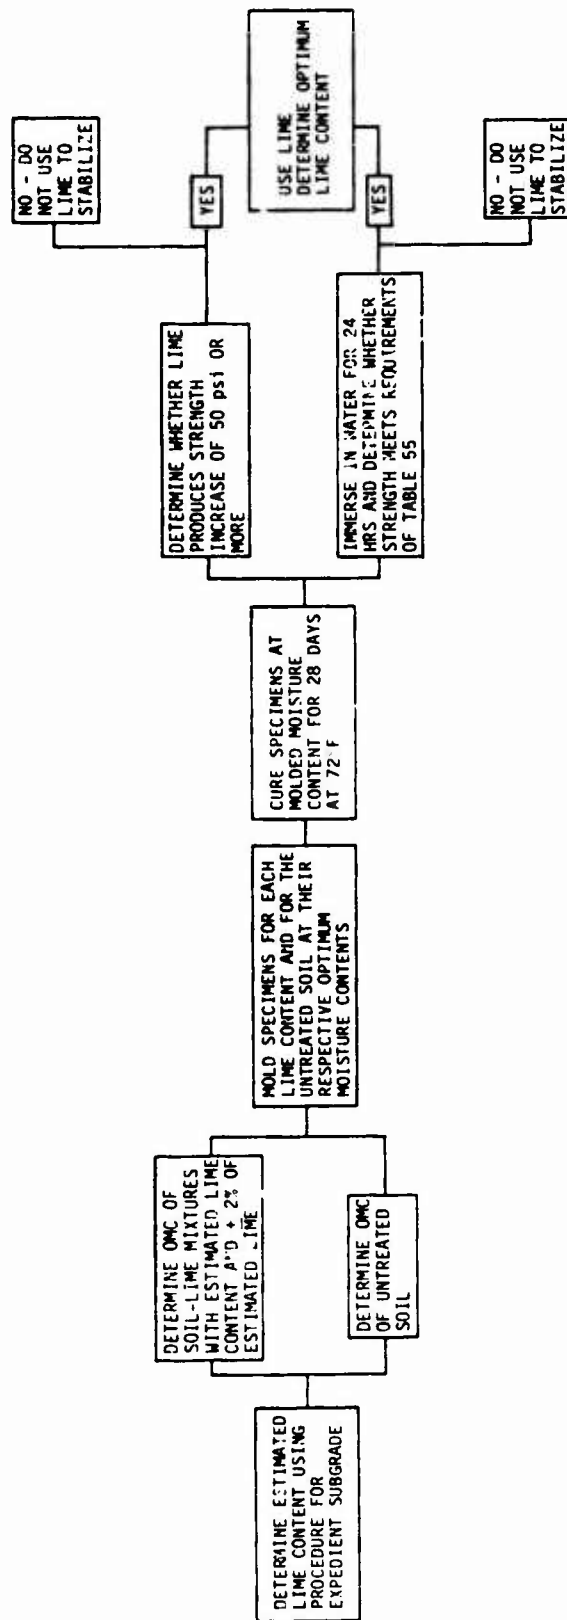 DETERMINE ESTIMATED
LIME CONTENT USING
PROCEDURE FOR
EXPEDIENT SUBGRADE
DETERMINE OMC OF
SOIL-LIME MIXTURES
WITH ESTIMATED LIME
CONTENT AND + 2% OF
ESTIMATED LIME
DETERMINE OMC
OF UNTREATED
SOIL
MOLD SPECIMENS FOR EACH
LIME CONTENT AND FOR THE
UNTREATED SOIL AT THEIR
RESPECTIVE OPTIMUM
MOISTURE CONTENTS
CURE SPECIMENS AT
MOLDED MOISTURE
CONTENT FOR 28 DAYS
AT 72°F
DETERMINE WHETHER LIME
PRODUCES STRENGTH
INCREASE OF 50 psi OR
MORE
IMMERSE IN WATER FOR 24
HRS AND DETERMINE WHETHER
STRENGTH MEETS REQUIREMENTS
OF TABLE 55
NO - DO
NOT USE
LIME TO
STABILIZE
YES
USE LIME
DETERMINE OPTIMUM
LIME CONTENT
YES
NO - DO
NOT USE
LIME TO
STABILIZE